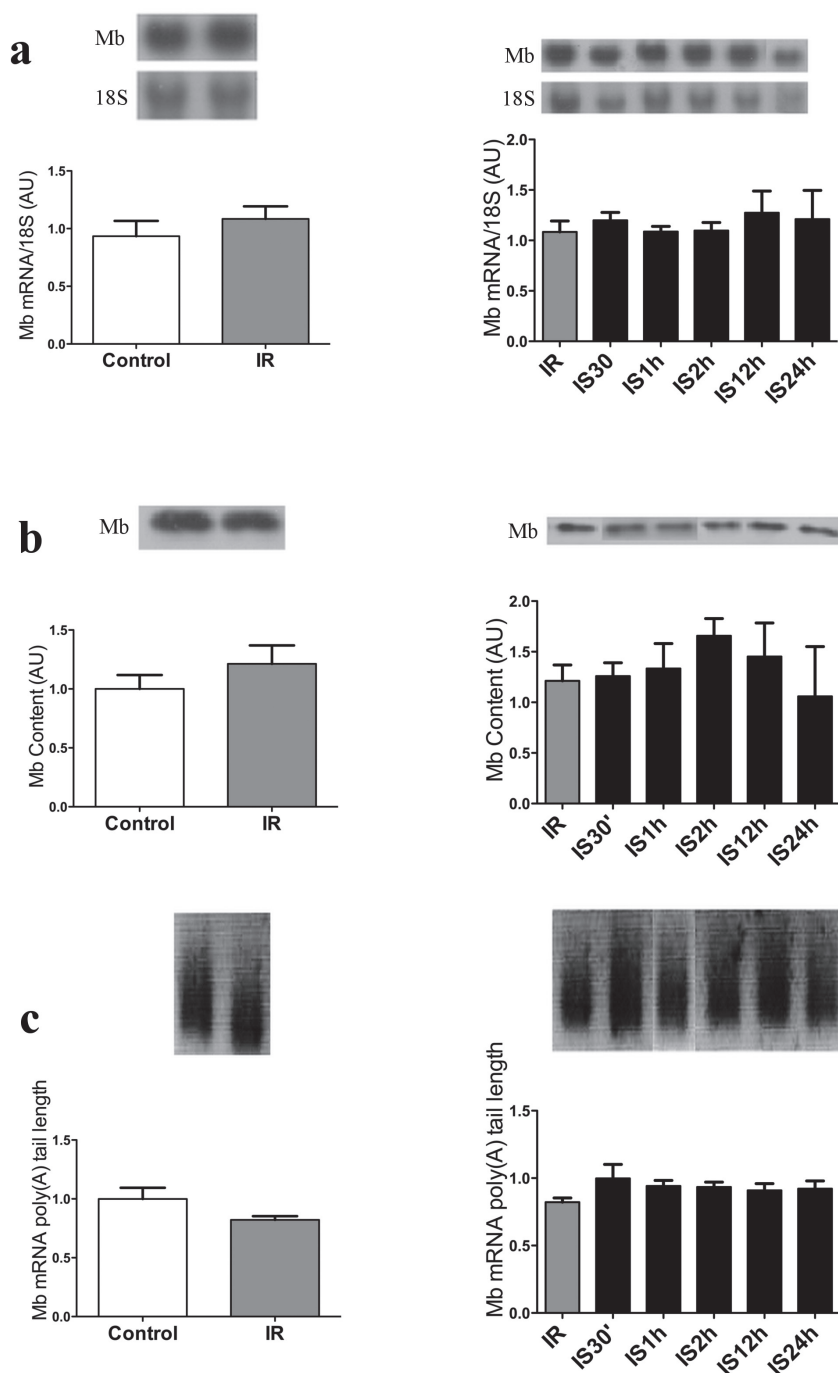 a
Mb
18S
Mb mRNA/18S (AU)
1.5
1.0
0.5
0.0
Control IR
Mb
18S
Mb mRNA/18S (AU)
2.0
1.5
1.0
0.5
0.0
IR IS30 IS1h IS2h IS12h IS24h
b
Mb
Mb Content (AU)
1.5
1.0
0.5
0.0
Control IR
Mb
Mb Content (AU)
2.0
1.5
1.0
0.5
0.0
IR IS30' IS1h IS2h IS12h IS24h
c
Mb mRNA poly(A) tail length
1.5
1.0
0.5
0.0
Control IR
Mb mRNA poly(A) tail length
1.5
1.0
0.5
0.0
IR IS30' IS1h IS2h IS12h IS24h